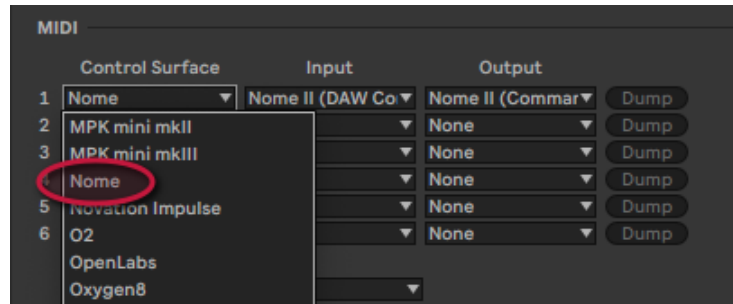 MIDI
Control Surface Input Output
1 Nome Nome II (DAW Co Nome II (Commar Dump
2 MPK mini mkII None Dump
3 MPK mini mkIII None Dump
4 Nome None Dump
5 Novation Impulse None Dump
6 O2 None Dump
OpenLabs
Oxygen8